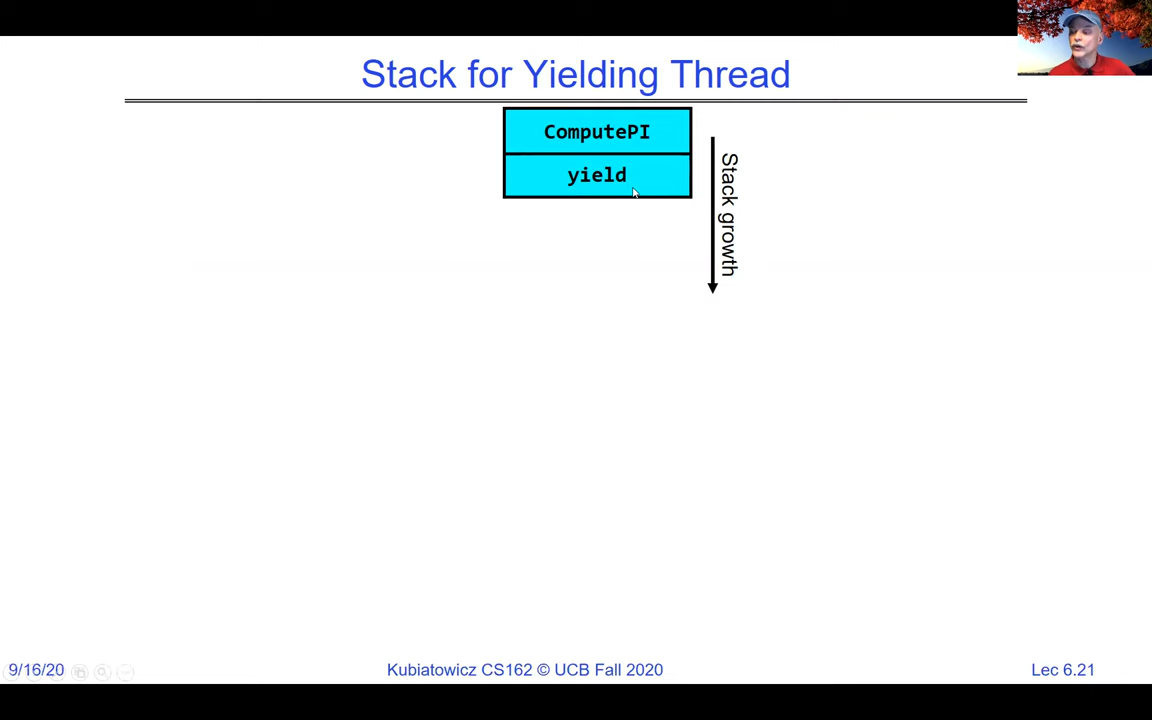 Stack for Yielding Thread
ComputePI
yield
Stack growth
9/16/20
Kubiatowicz CS162 © UCB Fall 2020
Lec 6.21